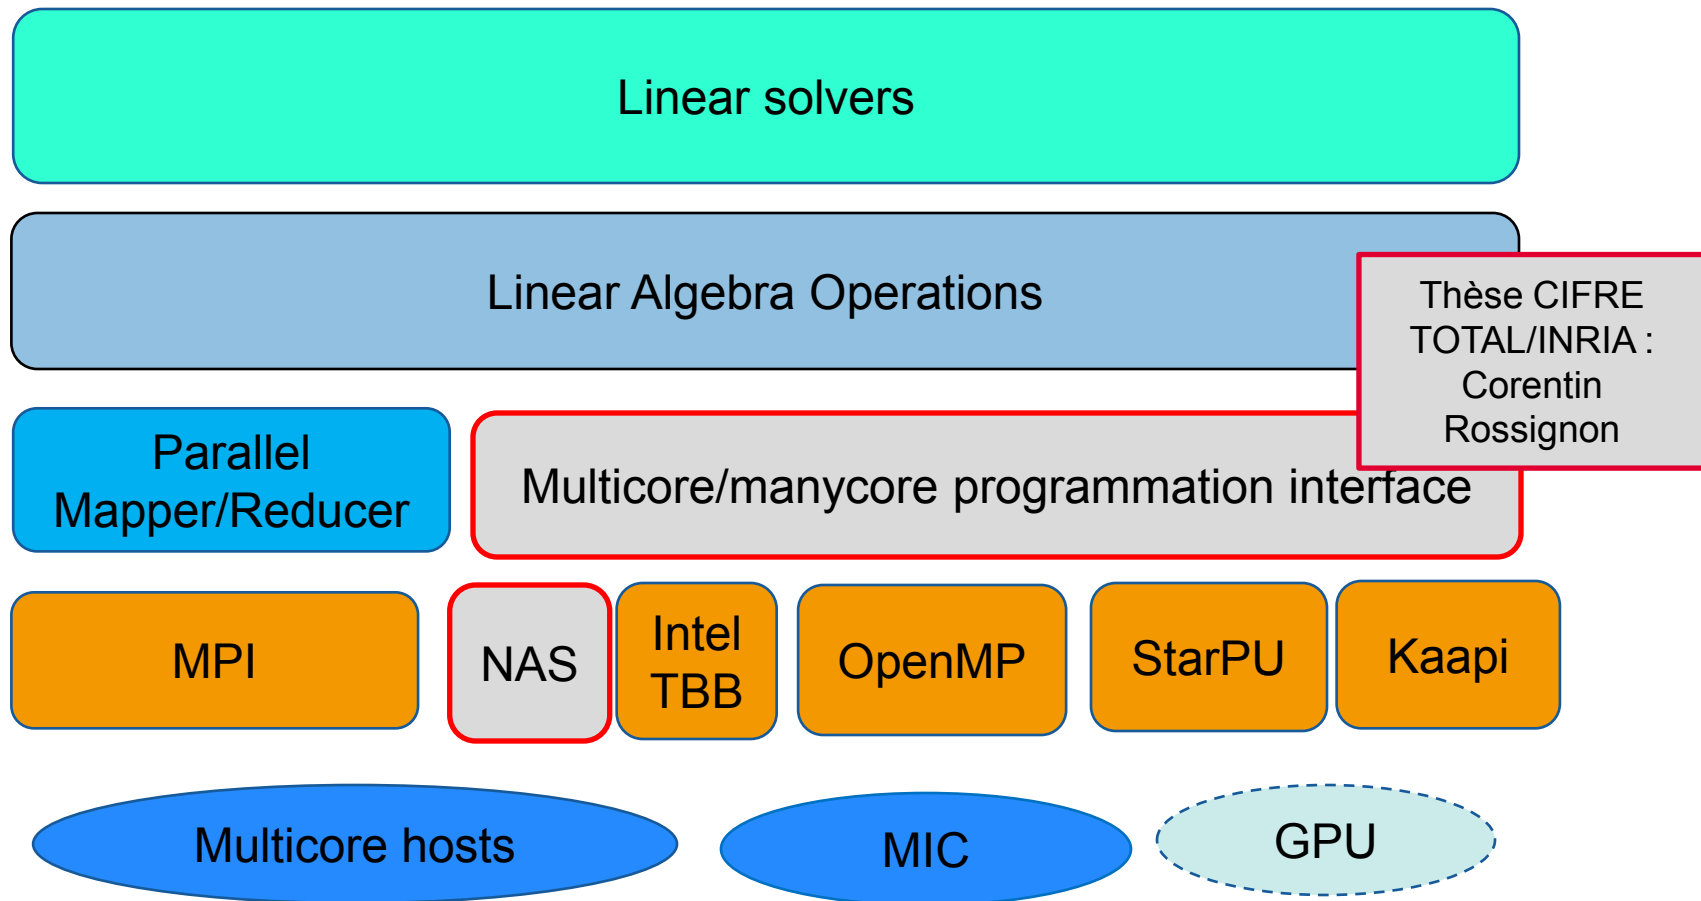 Linear solvers
Linear Algebra Operations
Thèse CIFRE
TOTAL/INRIA :
Corentin
Rossignon
Parallel
Mapper/Reducer
Multicore/manycore programmation interface
MPI
NAS
Intel
TBB
OpenMP
StarPU
Kaapi
Multicore hosts
MIC
GPU